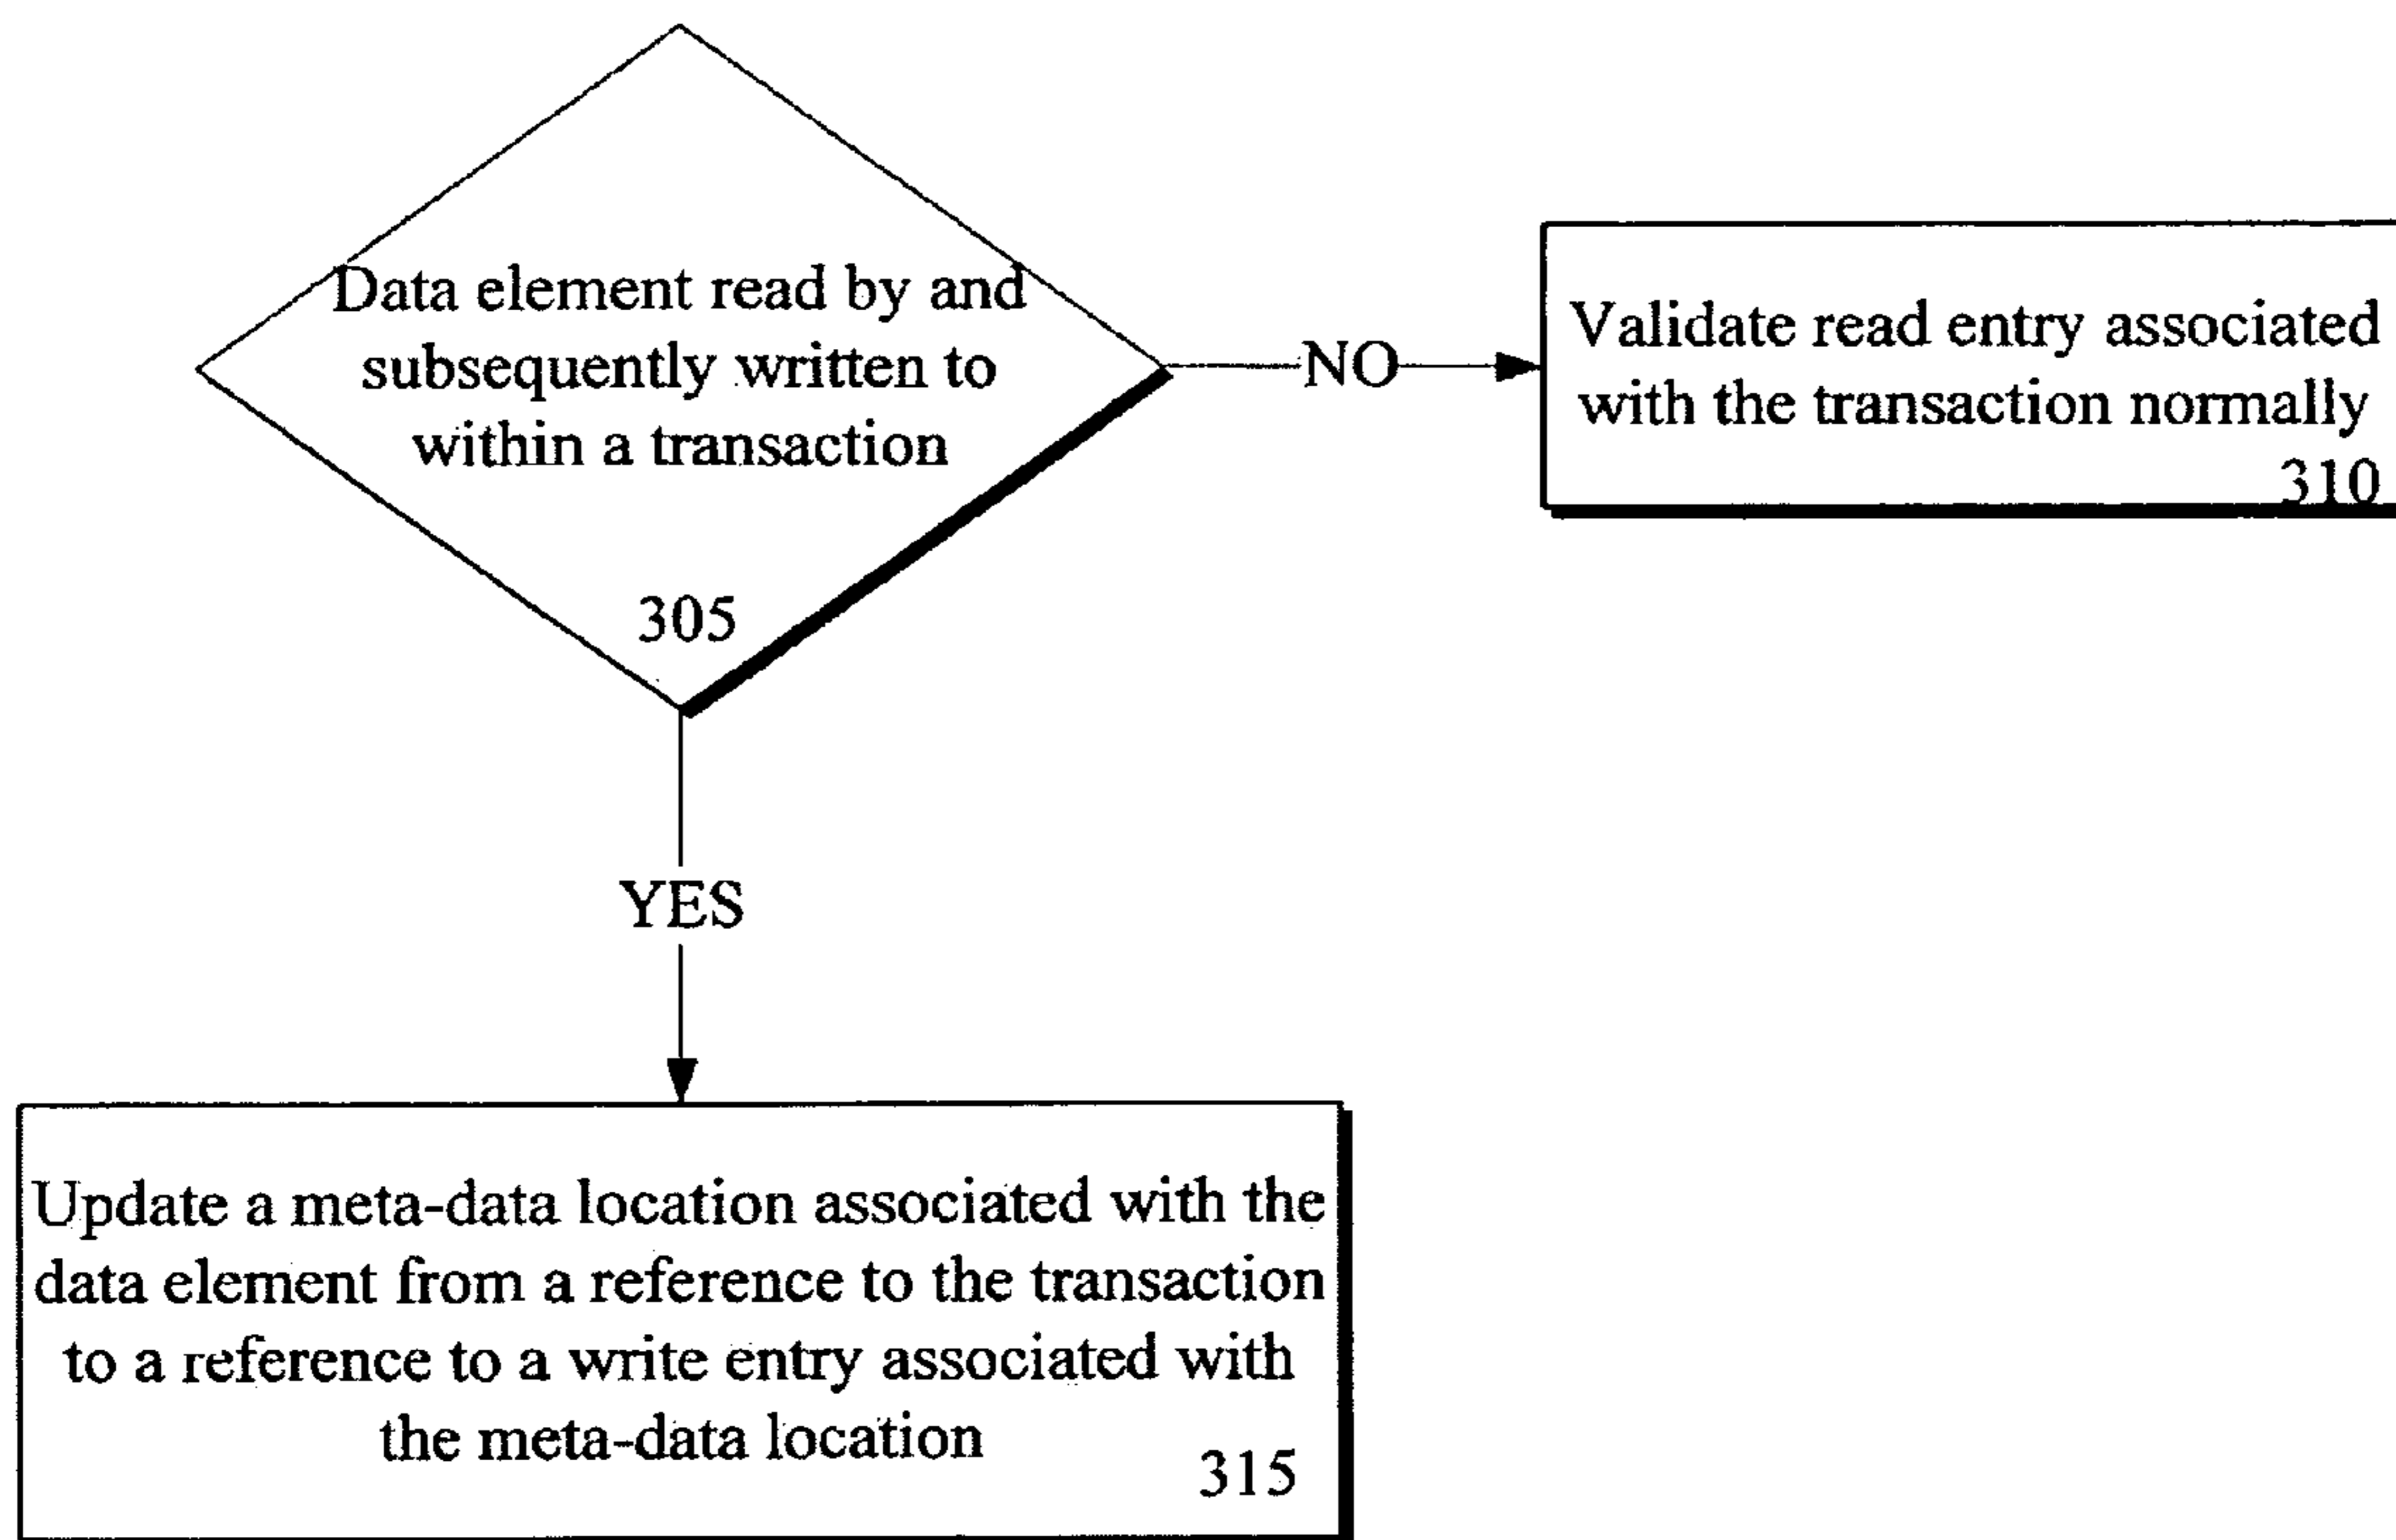 Data element read by and
subsequently written to
within a transaction
305
NO
Validate read entry associated
with the transaction normally
310
YES
Update a meta-data location associated with the
data element from a reference to the transaction
to a reference to a write entry associated with
the meta-data location
315